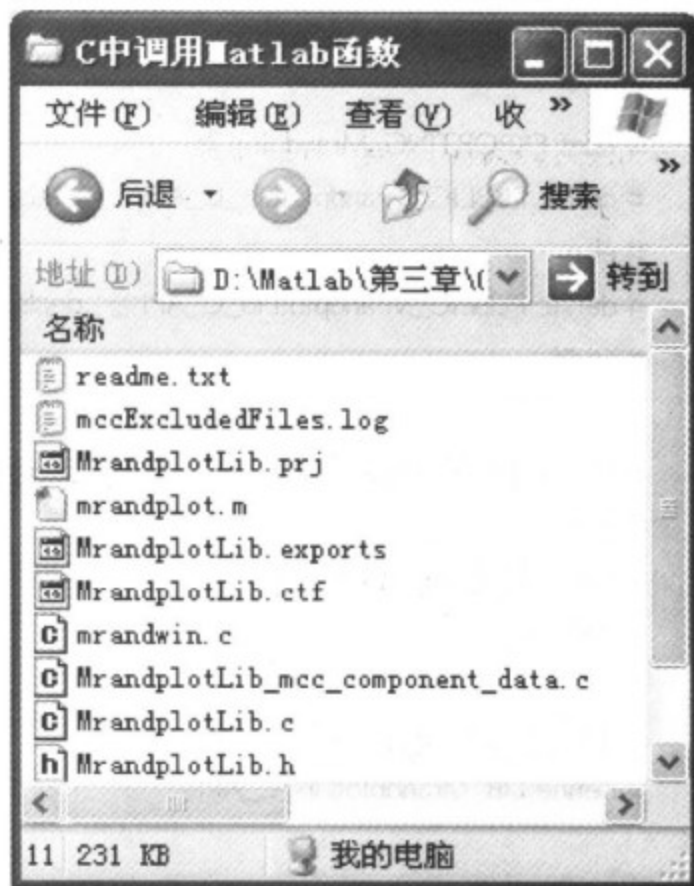 C中调用Matlab函数
文件(F) 编辑(E) 查看(V) 收 »
后退 搜索 »
地址(D) D:\Matlab\第三章\( 转到
名称
readme.txt
mccExcludedFiles.log
MrandplotLib.prj
mrandplot.m
MrandplotLib.exports
MrandplotLib.ctf
mrandwin.c
MrandplotLib_mcc_component_data.c
MrandplotLib.c
MrandplotLib.h
11 231 KB 我的电脑